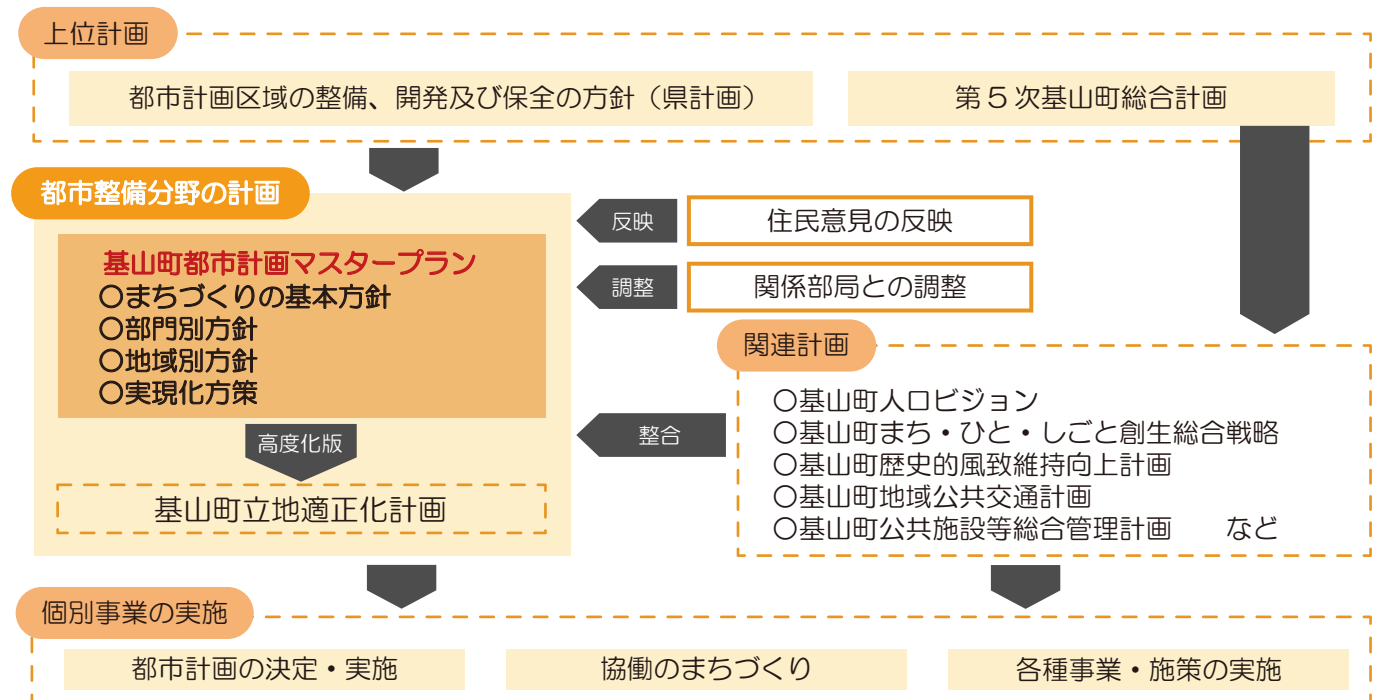 上位計画
都市計画区域の整備、開発及び保全の方針（県計画）
第５次基山町総合計画
都市整備分野の計画
基山町都市計画マスタープラン
〇まちづくりの基本方針
〇部門別方針
〇地域別方針
〇実現化方策
高度化版
基山町立地適正化計画
反映
住民意見の反映
調整
関係部局との調整
整合
関連計画
〇基山町人口ビジョン
〇基山町まち・ひと・しごと創生総合戦略
〇基山町歴史的風致維持向上計画
〇基山町地域公共交通計画
〇基山町公共施設等総合管理計画　　など
個別事業の実施
都市計画の決定・実施
協働のまちづくり
各種事業・施策の実施